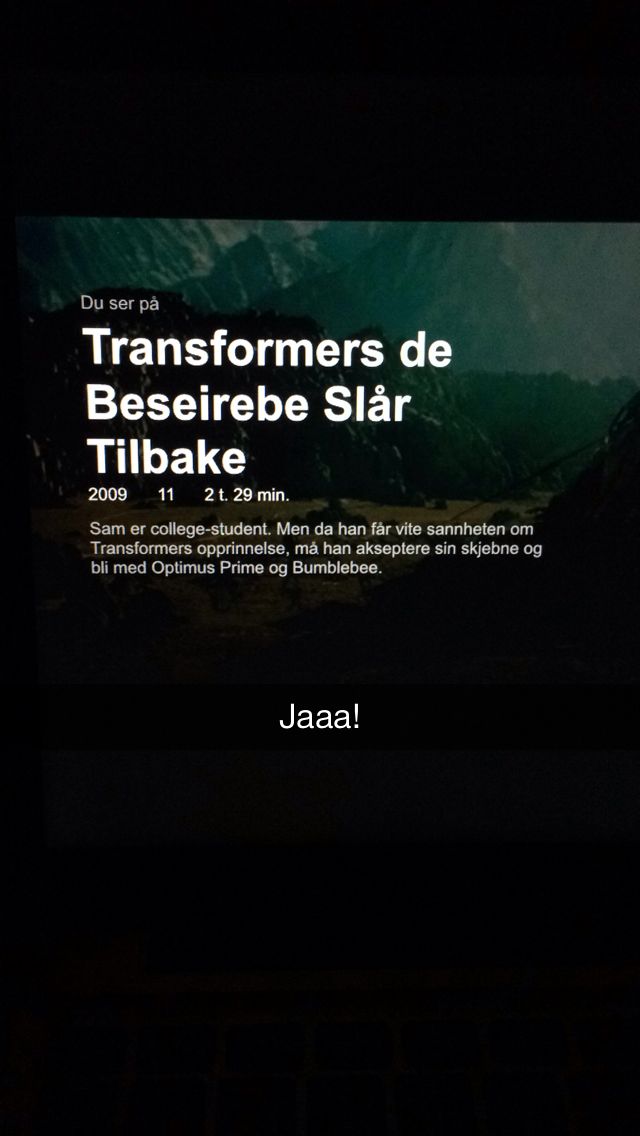 Du ser på
Transformers de
Beseirebe Slår
Tilbake
2009 11 2 t. 29 min.
Sam er college-student. Men da han får vite sannheten om
Transformers opprinnelse, må han akseptere sin skjebne og
bli med Optimus Prime og Bumblebee.
Jaaa!